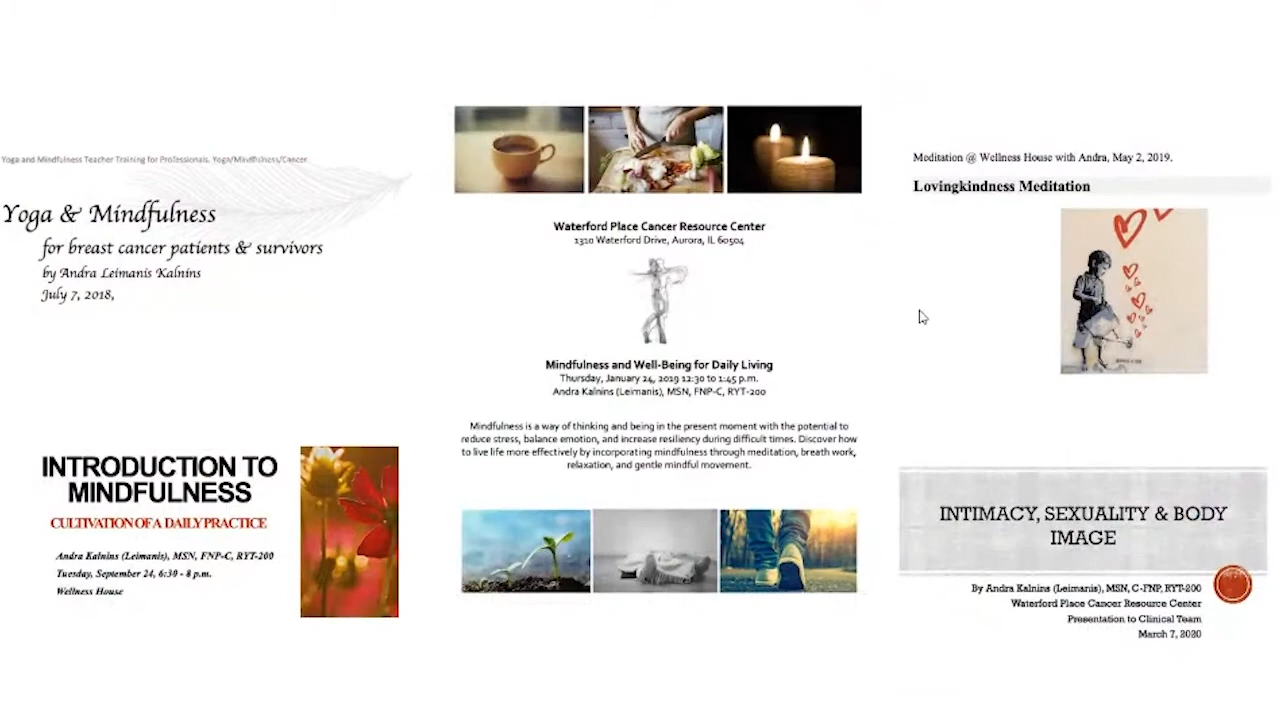 Yoga and Mindfulness Teacher Training for Professionals. Yoga/Mindfulness/Cancer
Yoga & Mindfulness
for breast cancer patients & survivors
by Andra Leimanis Kalnins
July 7, 2018,
INTRODUCTION TO
MINDFULNESS
CULTIVATION OF A DAILY PRACTICE
Andra Kalnins (Leimanis), MSN, FNP-C, RYT-200
Tuesday, September 24, 6:30 - 8 p.m.
Wellness House
Waterford Place Cancer Resource Center
1310 Waterford Drive, Aurora, IL 60504
Mindfulness and Well-Being for Daily Living
Thursday, January 24, 2019 12:30 to 1:45 p.m.
Andra Kalnins (Leimanis), MSN, FNP-C, RYT-200
Mindfulness is a way of thinking and being in the present moment with the potential to
reduce stress, balance emotion, and increase resiliency during difficult times. Discover how
to live life more effectively by incorporating mindfulness through meditation, breath work,
relaxation, and gentle mindful movement.
Meditation @ Wellness House with Andra, May 2, 2019.
Lovingkindness Meditation
INTIMACY, SEXUALITY & BODY
IMAGE
By Andra Kalnins (Leimanis), MSN, C-FNP, RYT-200
Waterford Place Cancer Resource Center
Presentation to Clinical Team
March 7, 2020